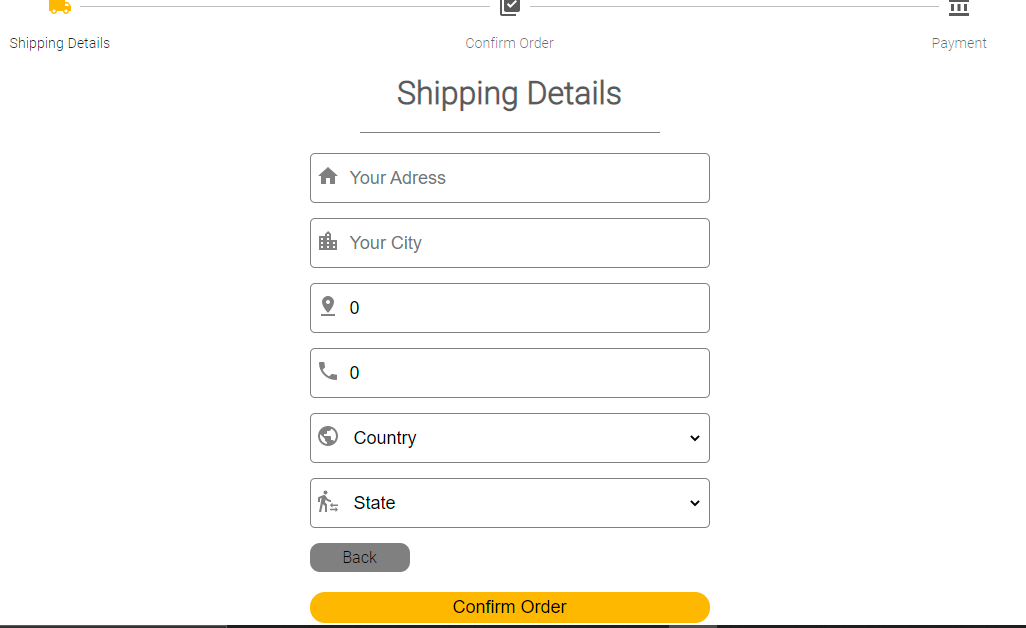 Shipping Details
Confirm Order
Payment
Shipping Details
Your Adress
Your City
0
0
Country
State
Back
Confirm Order